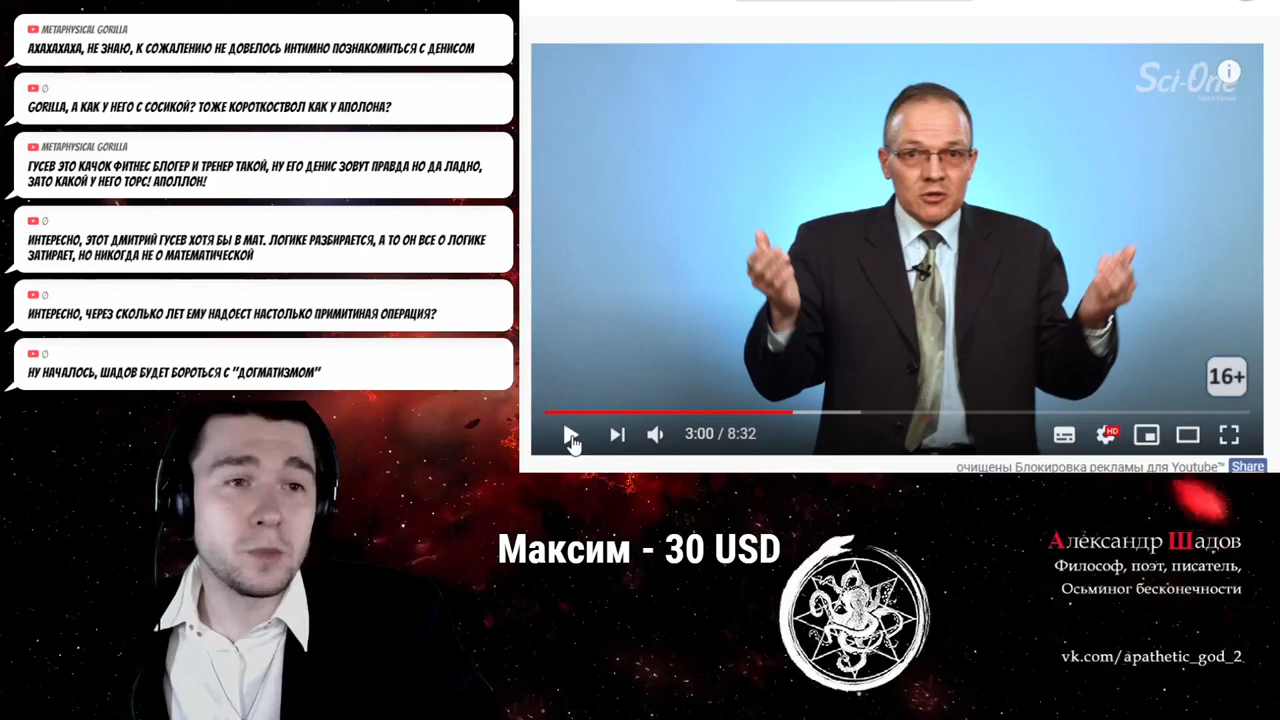 METAPHYSICAL GORILLA
АХАХАХАХА, НЕ ЗНАЮ, К СОЖАЛЕНИЮ НЕ ДОВЕЛОСЬ ИНТИМНО ПОЗНАКОМИТЬСЯ С ДЕНИСОМ
Ø
GORILLA, А КАК У НЕГО С СОСИКОЙ? ТОЖЕ КОРОТКОСТВОЛ КАК У АПОЛОНА?
METAPHYSICAL GORILLA
ГУСЕВ ЭТО КАЧОК ФИТНЕС БЛОГЕР И ТРЕНЕР ТАКОЙ, НУ ЕГО ДЕНИС ЗОВУТ ПРАВДА НО ДА ЛАДНО,
ЗАТО КАКОЙ У НЕГО ТОРС! АПОЛЛОН!
Ø
ИНТЕРЕСНО, ЭТОТ ДМИТРИЙ ГУСЕВ ХОТЯ БЫ В МАТ. ЛОГИКЕ РАЗБИРАЕТСЯ, А ТО ОН ВСЕ О ЛОГИКЕ
ЗАТИРАЕТ, НО НИКОГДА НЕ О МАТЕМАТИЧЕСКОЙ
Ø
ИНТЕРЕСНО, ЧЕРЕЗ СКОЛЬКО ЛЕТ ЕМУ НАДОЕСТ НАСТОЛЬКО ПРИМИТИНАЯ ОПЕРАЦИЯ?
Ø
НУ НАЧАЛОСЬ, ШАДОВ БУДЕТ БОРОТЬСЯ С "ДОГМАТИЗМОМ"
Sci-One
16+
3:00 / 8:32
HD
очищены Блокировка рекламы для Youtube™ Share
Максим - 30 USD
Александр Шадов
Философ, поэт, писатель,
Осьминог бесконечности
vk.com/apathetic_god_2